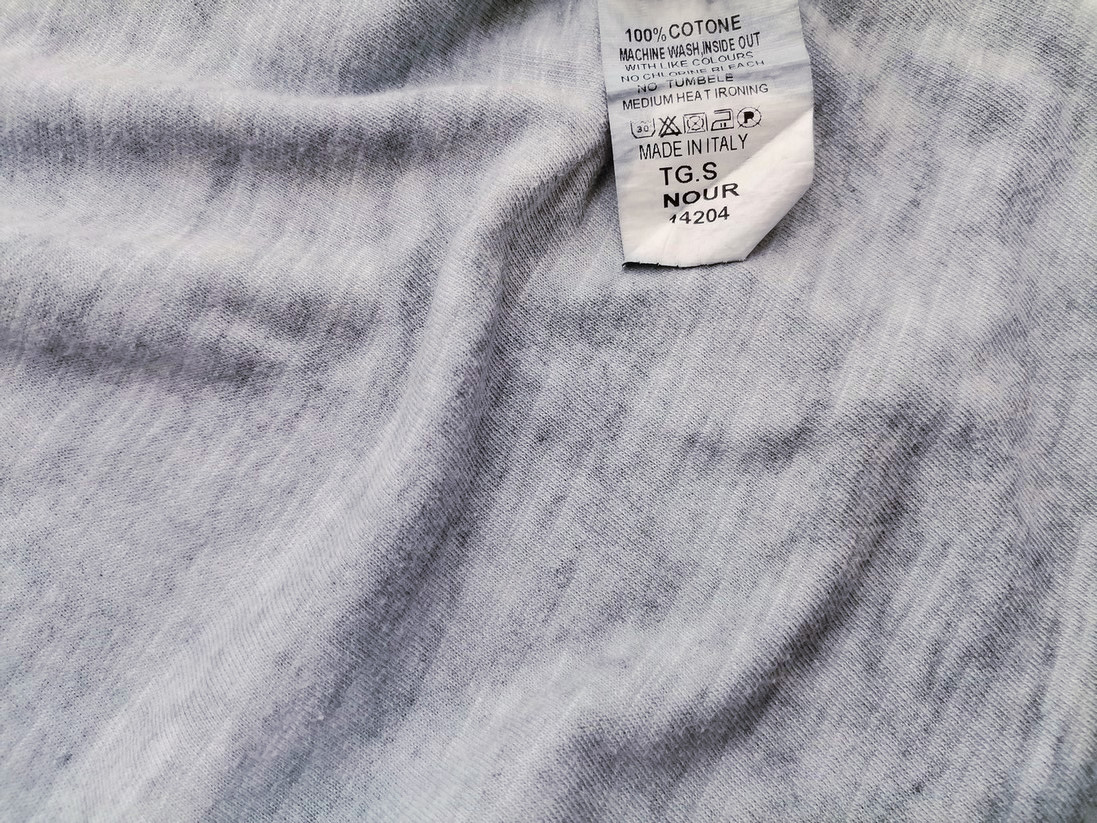 100% COTONE
MACHINE WASH,INSIDE OUT
WITH LIKE COLOURS
NO CHLORINE BLEACH
NO TUMBELE
MEDIUM HEAT IRONING
30 P
MADE IN ITALY
TG.S
NOUR
14204